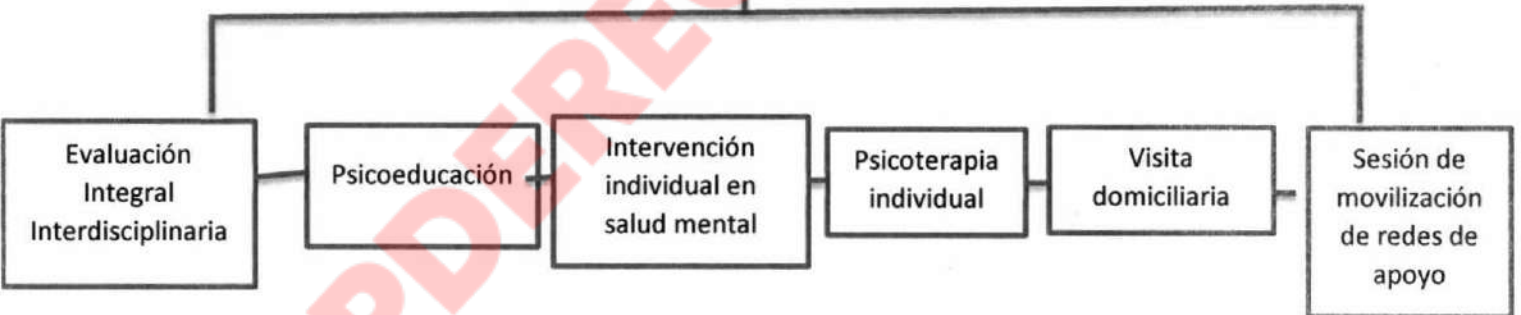 Evaluación
Integral
Interdisciplinaria
Psicoeducación
Intervención
individual en
salud mental
Psicoterapia
individual
Visita
domiciliaria
Sesión de
movilización
de redes de
apoyo